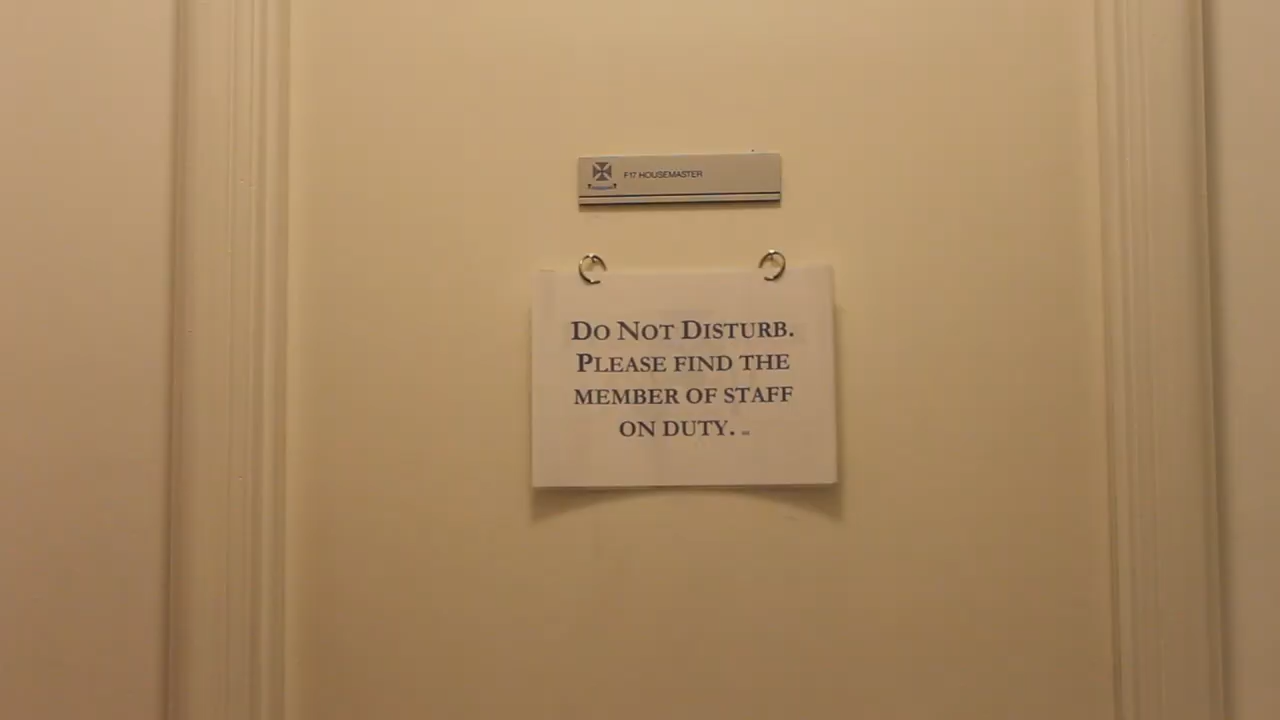 F17 HOUSEMASTER
DO NOT DISTURB.
PLEASE FIND THE
MEMBER OF STAFF
ON DUTY.